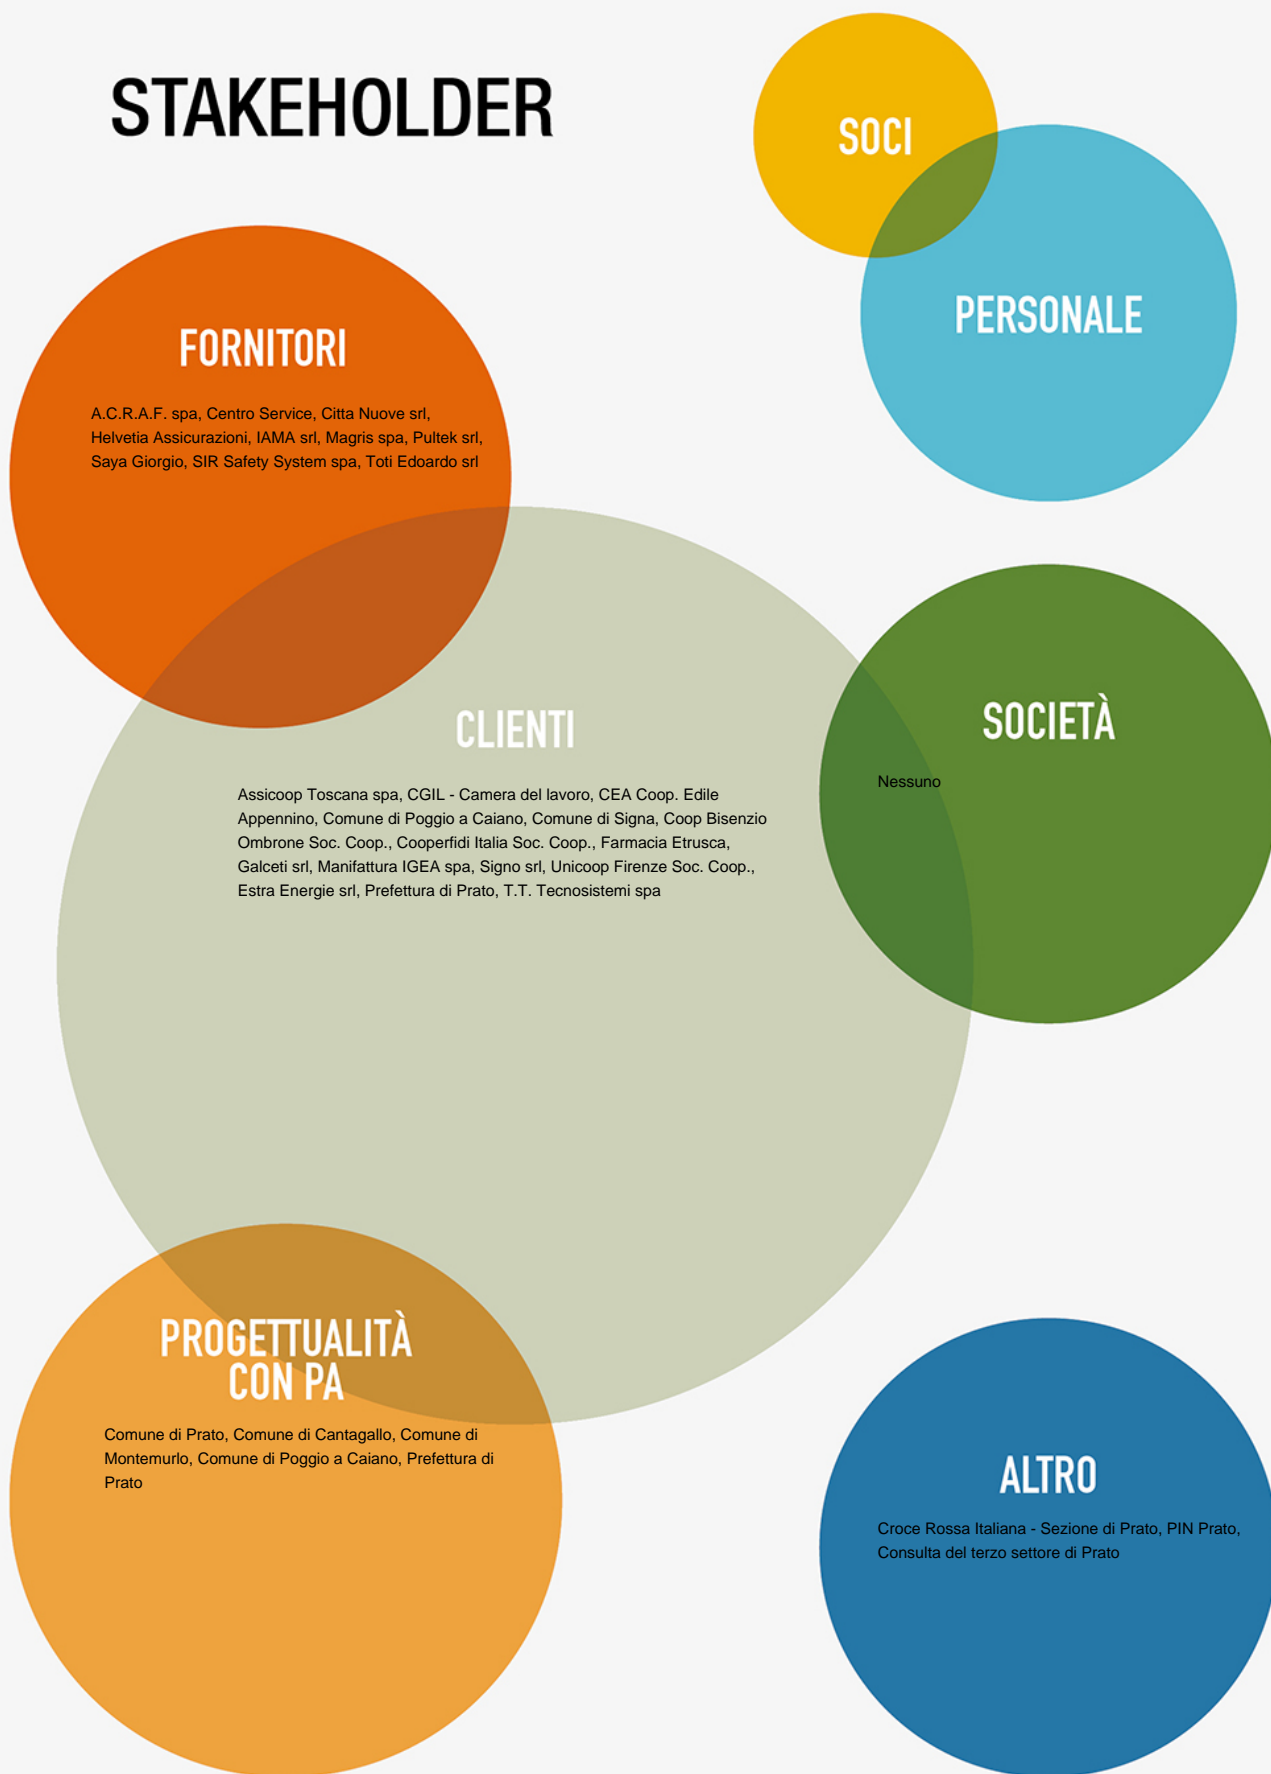 STAKEHOLDER
SOCI
PERSONALE
FORNITORI
A.C.R.A.F. spa, Centro Service, Citta Nuove srl,
Helvetia Assicurazioni, IAMA srl, Magris spa, Pultek srl,
Saya Giorgio, SIR Safety System spa, Toti Edoardo srl
CLIENTI
Assicoop Toscana spa, CGIL - Camera del lavoro, CEA Coop. Edile
Appennino, Comune di Poggio a Caiano, Comune di Signa, Coop Bisenzio
Ombrone Soc. Coop., Cooperfidi Italia Soc. Coop., Farmacia Etrusca,
Galceti srl, Manifattura IGEA spa, Signo srl, Unicoop Firenze Soc. Coop.,
Estra Energie srl, Prefettura di Prato, T.T. Tecnosistemi spa
SOCIETÀ
Nessuno
PROGETTUALITÀ
CON PA
Comune di Prato, Comune di Cantagallo, Comune di
Montemurlo, Comune di Poggio a Caiano, Prefettura di
Prato
ALTRO
Croce Rossa Italiana - Sezione di Prato, PIN Prato,
Consulta del terzo settore di Prato